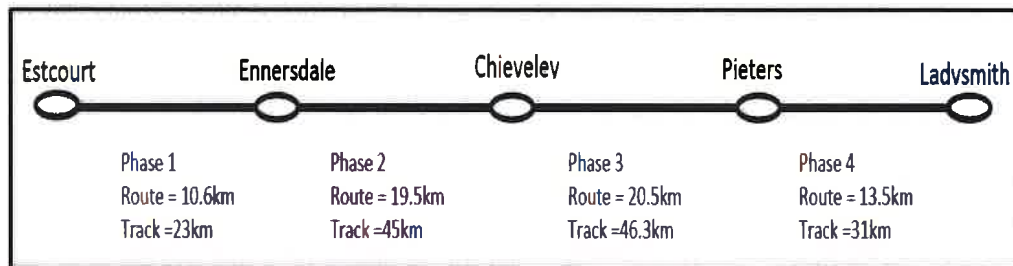 Estcourt
Ennersdale
Chieveley
Pieters
Ladysmith
Phase 1
Route = 10.6km
Track =23km
Phase 2
Route = 19.5km
Track =45km
Phase 3
Route = 20.5km
Track =46.3km
Phase 4
Route = 13.5km
Track =31km